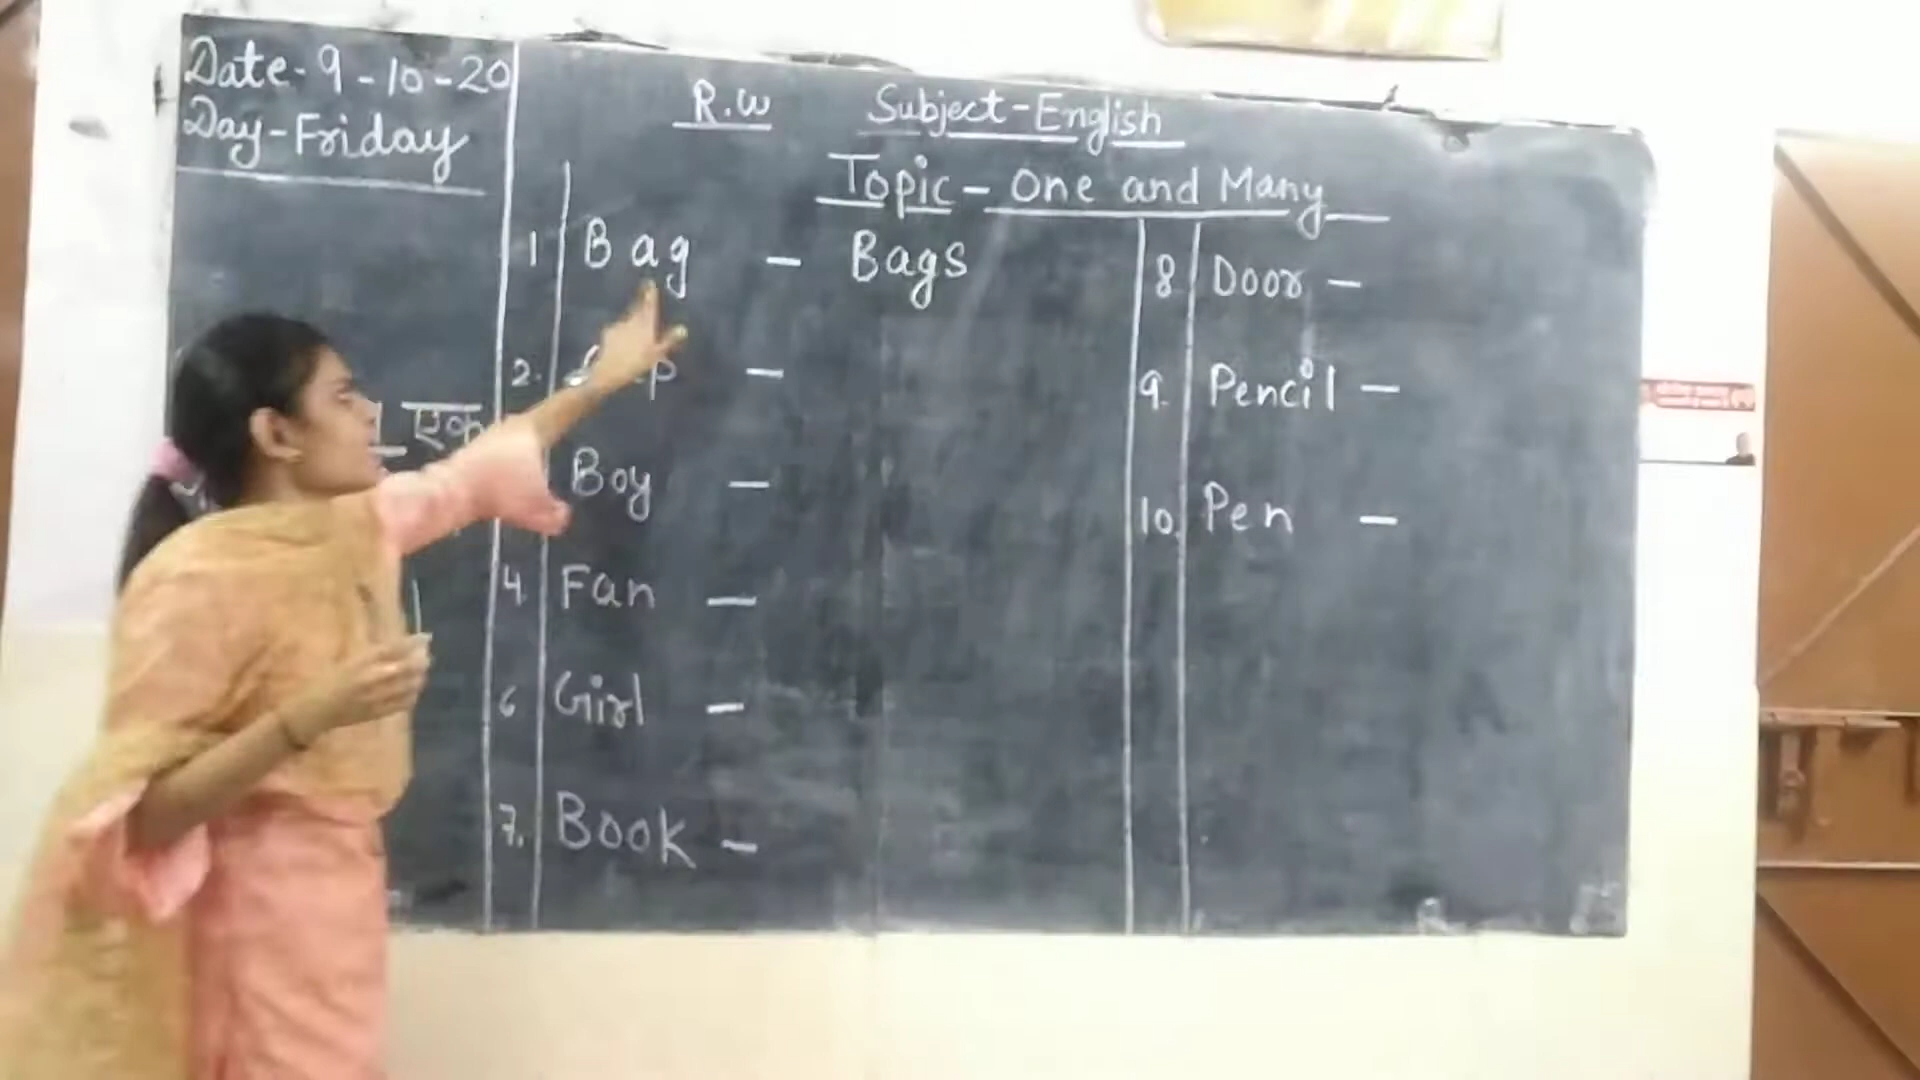 Date-9-10-20
Day-Friday
एक
R.W Subject-English
Topic- One and Many
1 Bag - Bags
2.
Boy -
4 Fan -
6 Girl -
7. Book -
8 Door -
9. Pencil -
10. Pen -